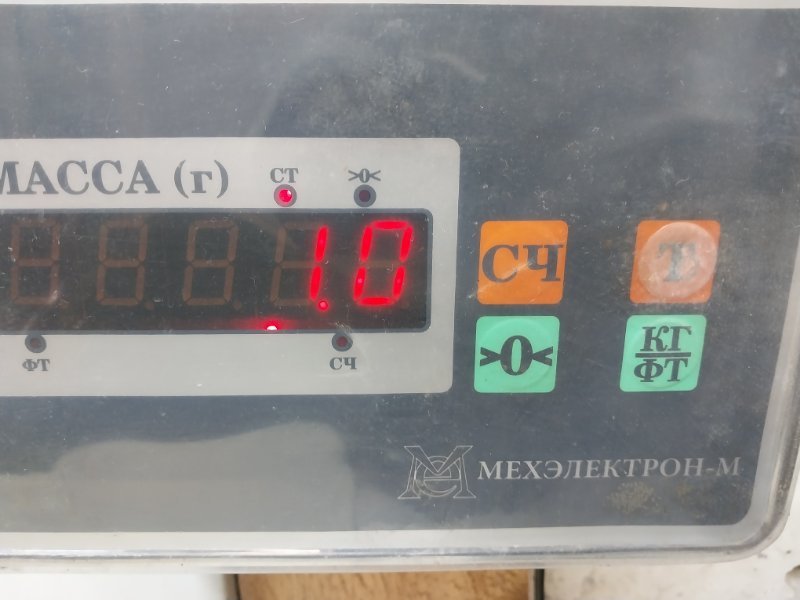 МАССА (г)
СТ
>0<
1.0
ФТ
СЧ
СЧ
Т
>0<
КГ
ФТ
МЕХЭЛЕКТРОН-М